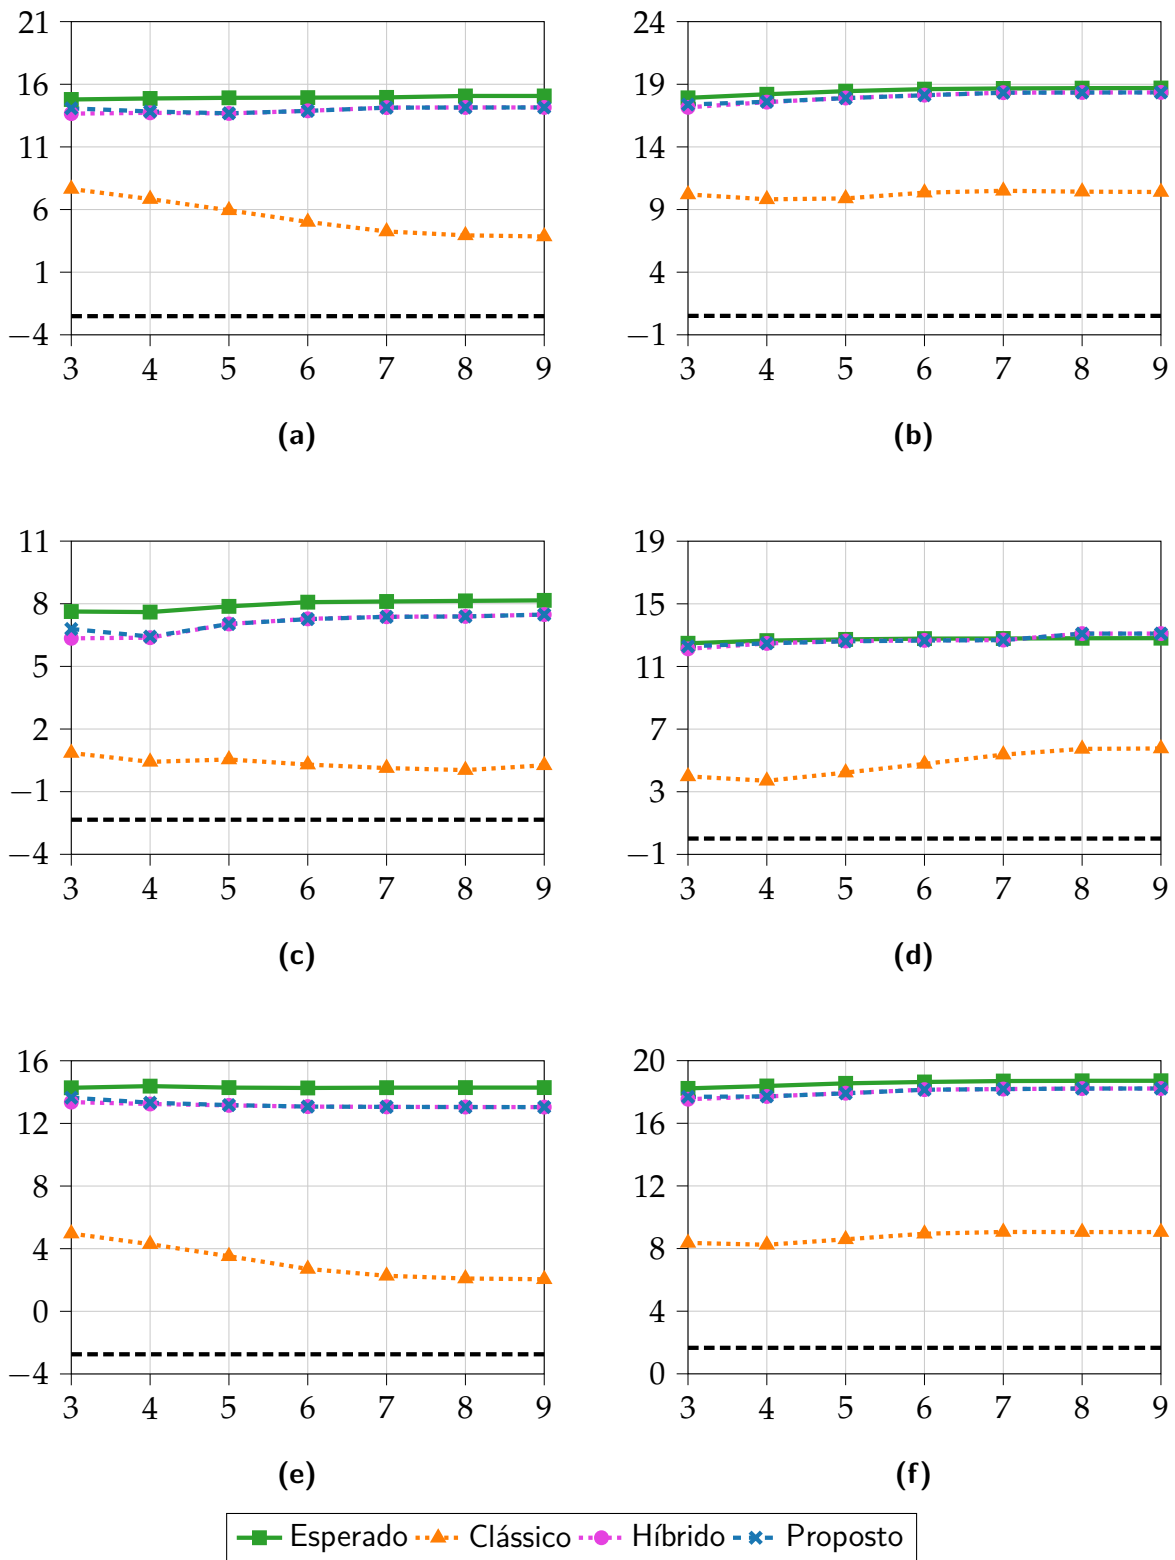 21 24
16 19
11 14
6 9
1 4
−4 −1
3 4 5 6 7 8 9 3 4 5 6 7 8 9
(a) (b)
11 19
8 15
5 11
2 7
−1 3
−4 −1
3 4 5 6 7 8 9 3 4 5 6 7 8 9
(c) (d)
16 20
12 16
8 12
4 8
0 4
−4 0
3 4 5 6 7 8 9 3 4 5 6 7 8 9
(e) (f)
Esperado Clássico Híbrido Proposto